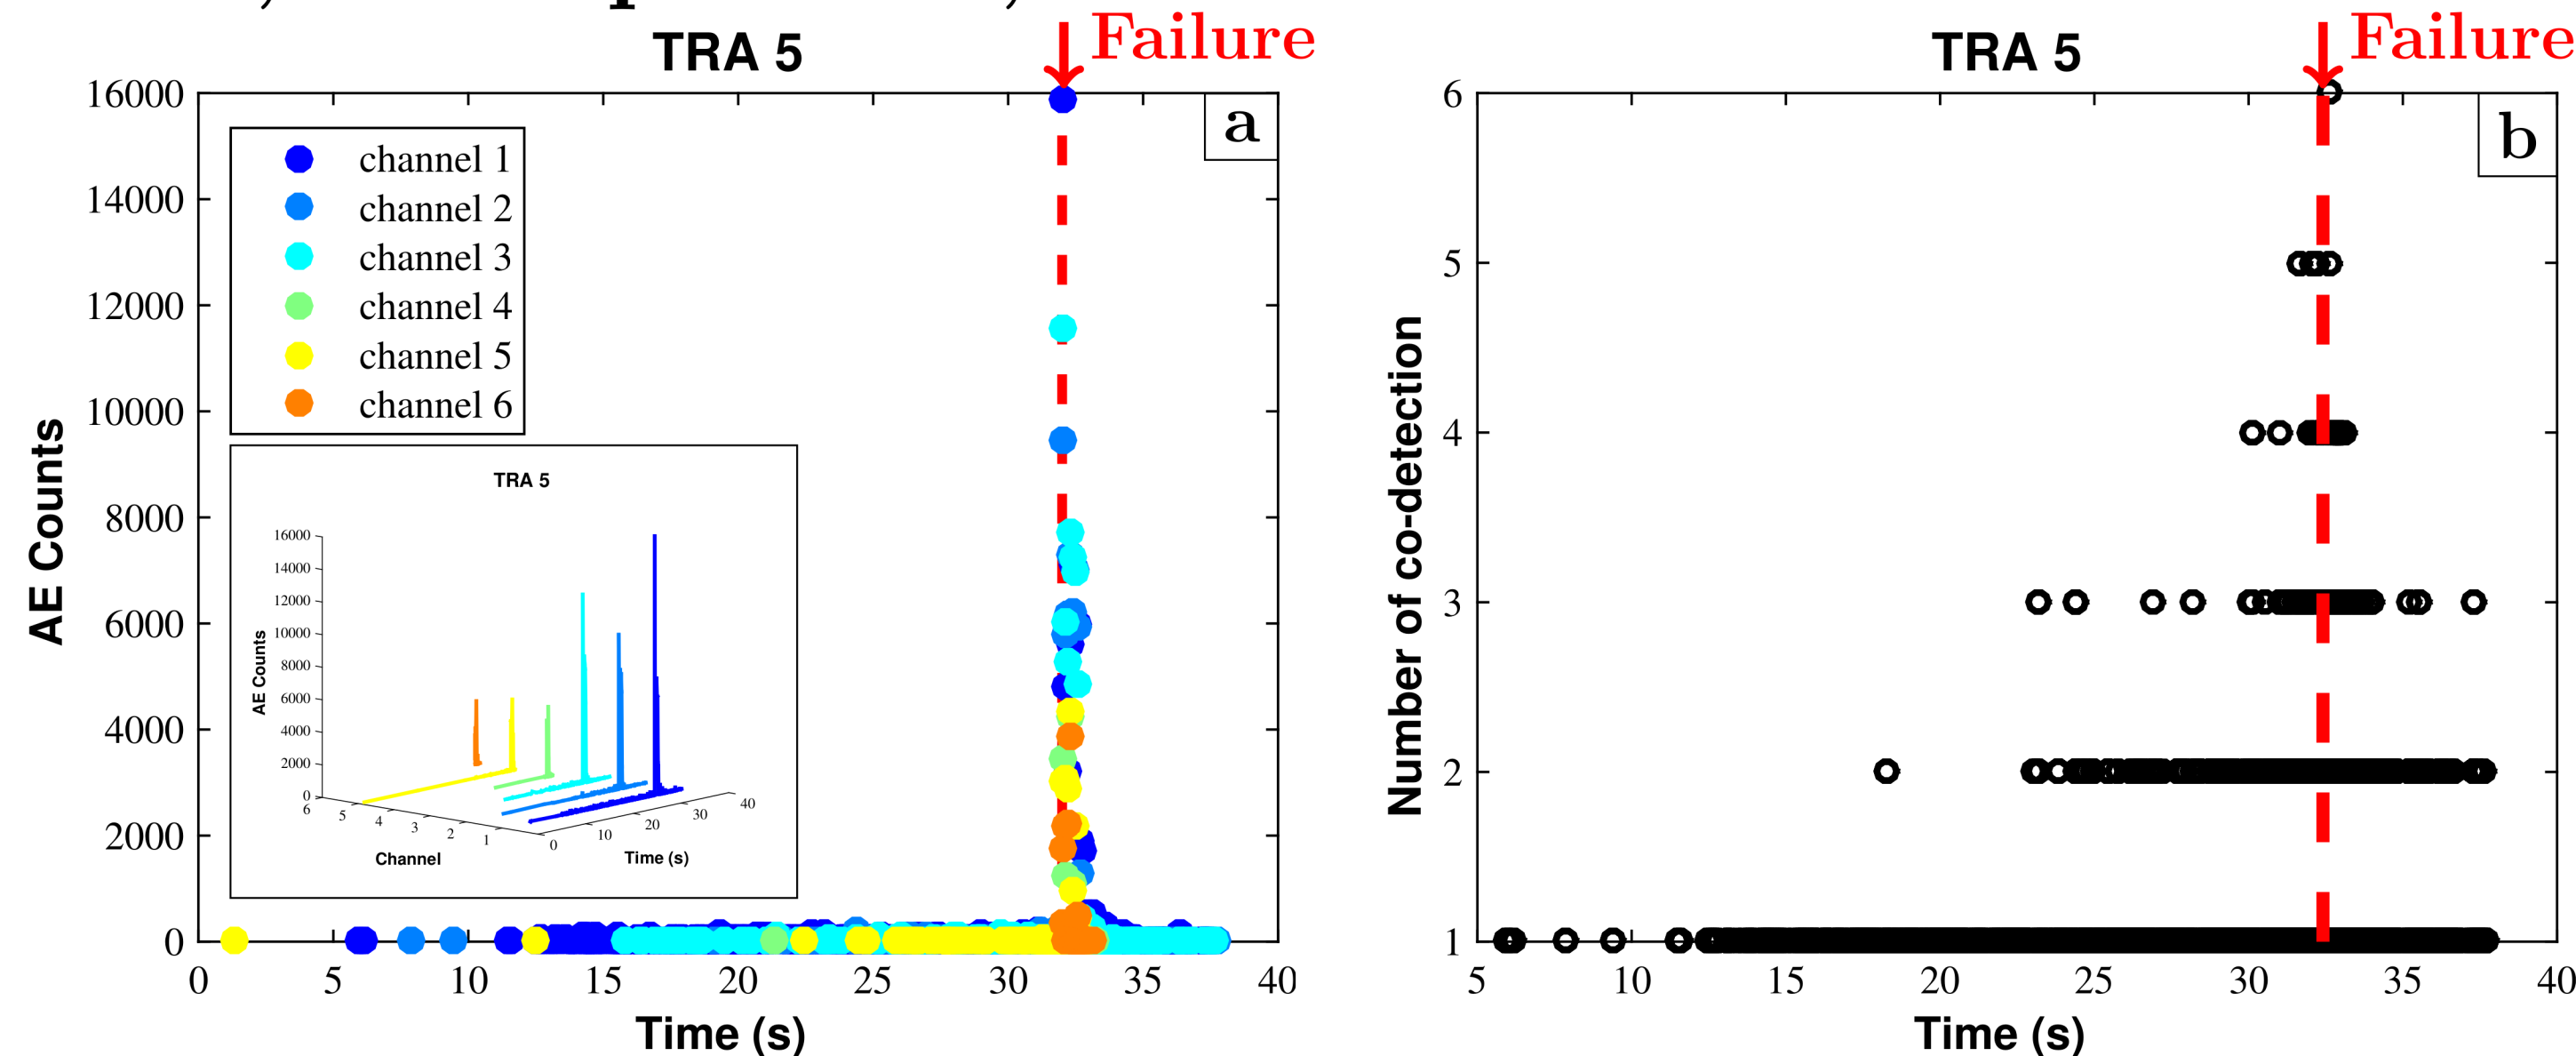 TRA 5
Failure
a
16000
14000
12000
10000
8000
6000
4000
2000
0
AE Counts
channel 1
channel 2
channel 3
channel 4
channel 5
channel 6
TRA 5
16000
14000
12000
10000
8000
6000
4000
2000
0
AE Counts
6 5 4 3 2 1
Channel
0 10 20 30 40
Time (s)
0 5 10 15 20 25 30 35 40
Time (s)
TRA 5
Failure
b
6
5
4
3
2
1
Number of co-detection
5 10 15 20 25 30 35 40
Time (s)